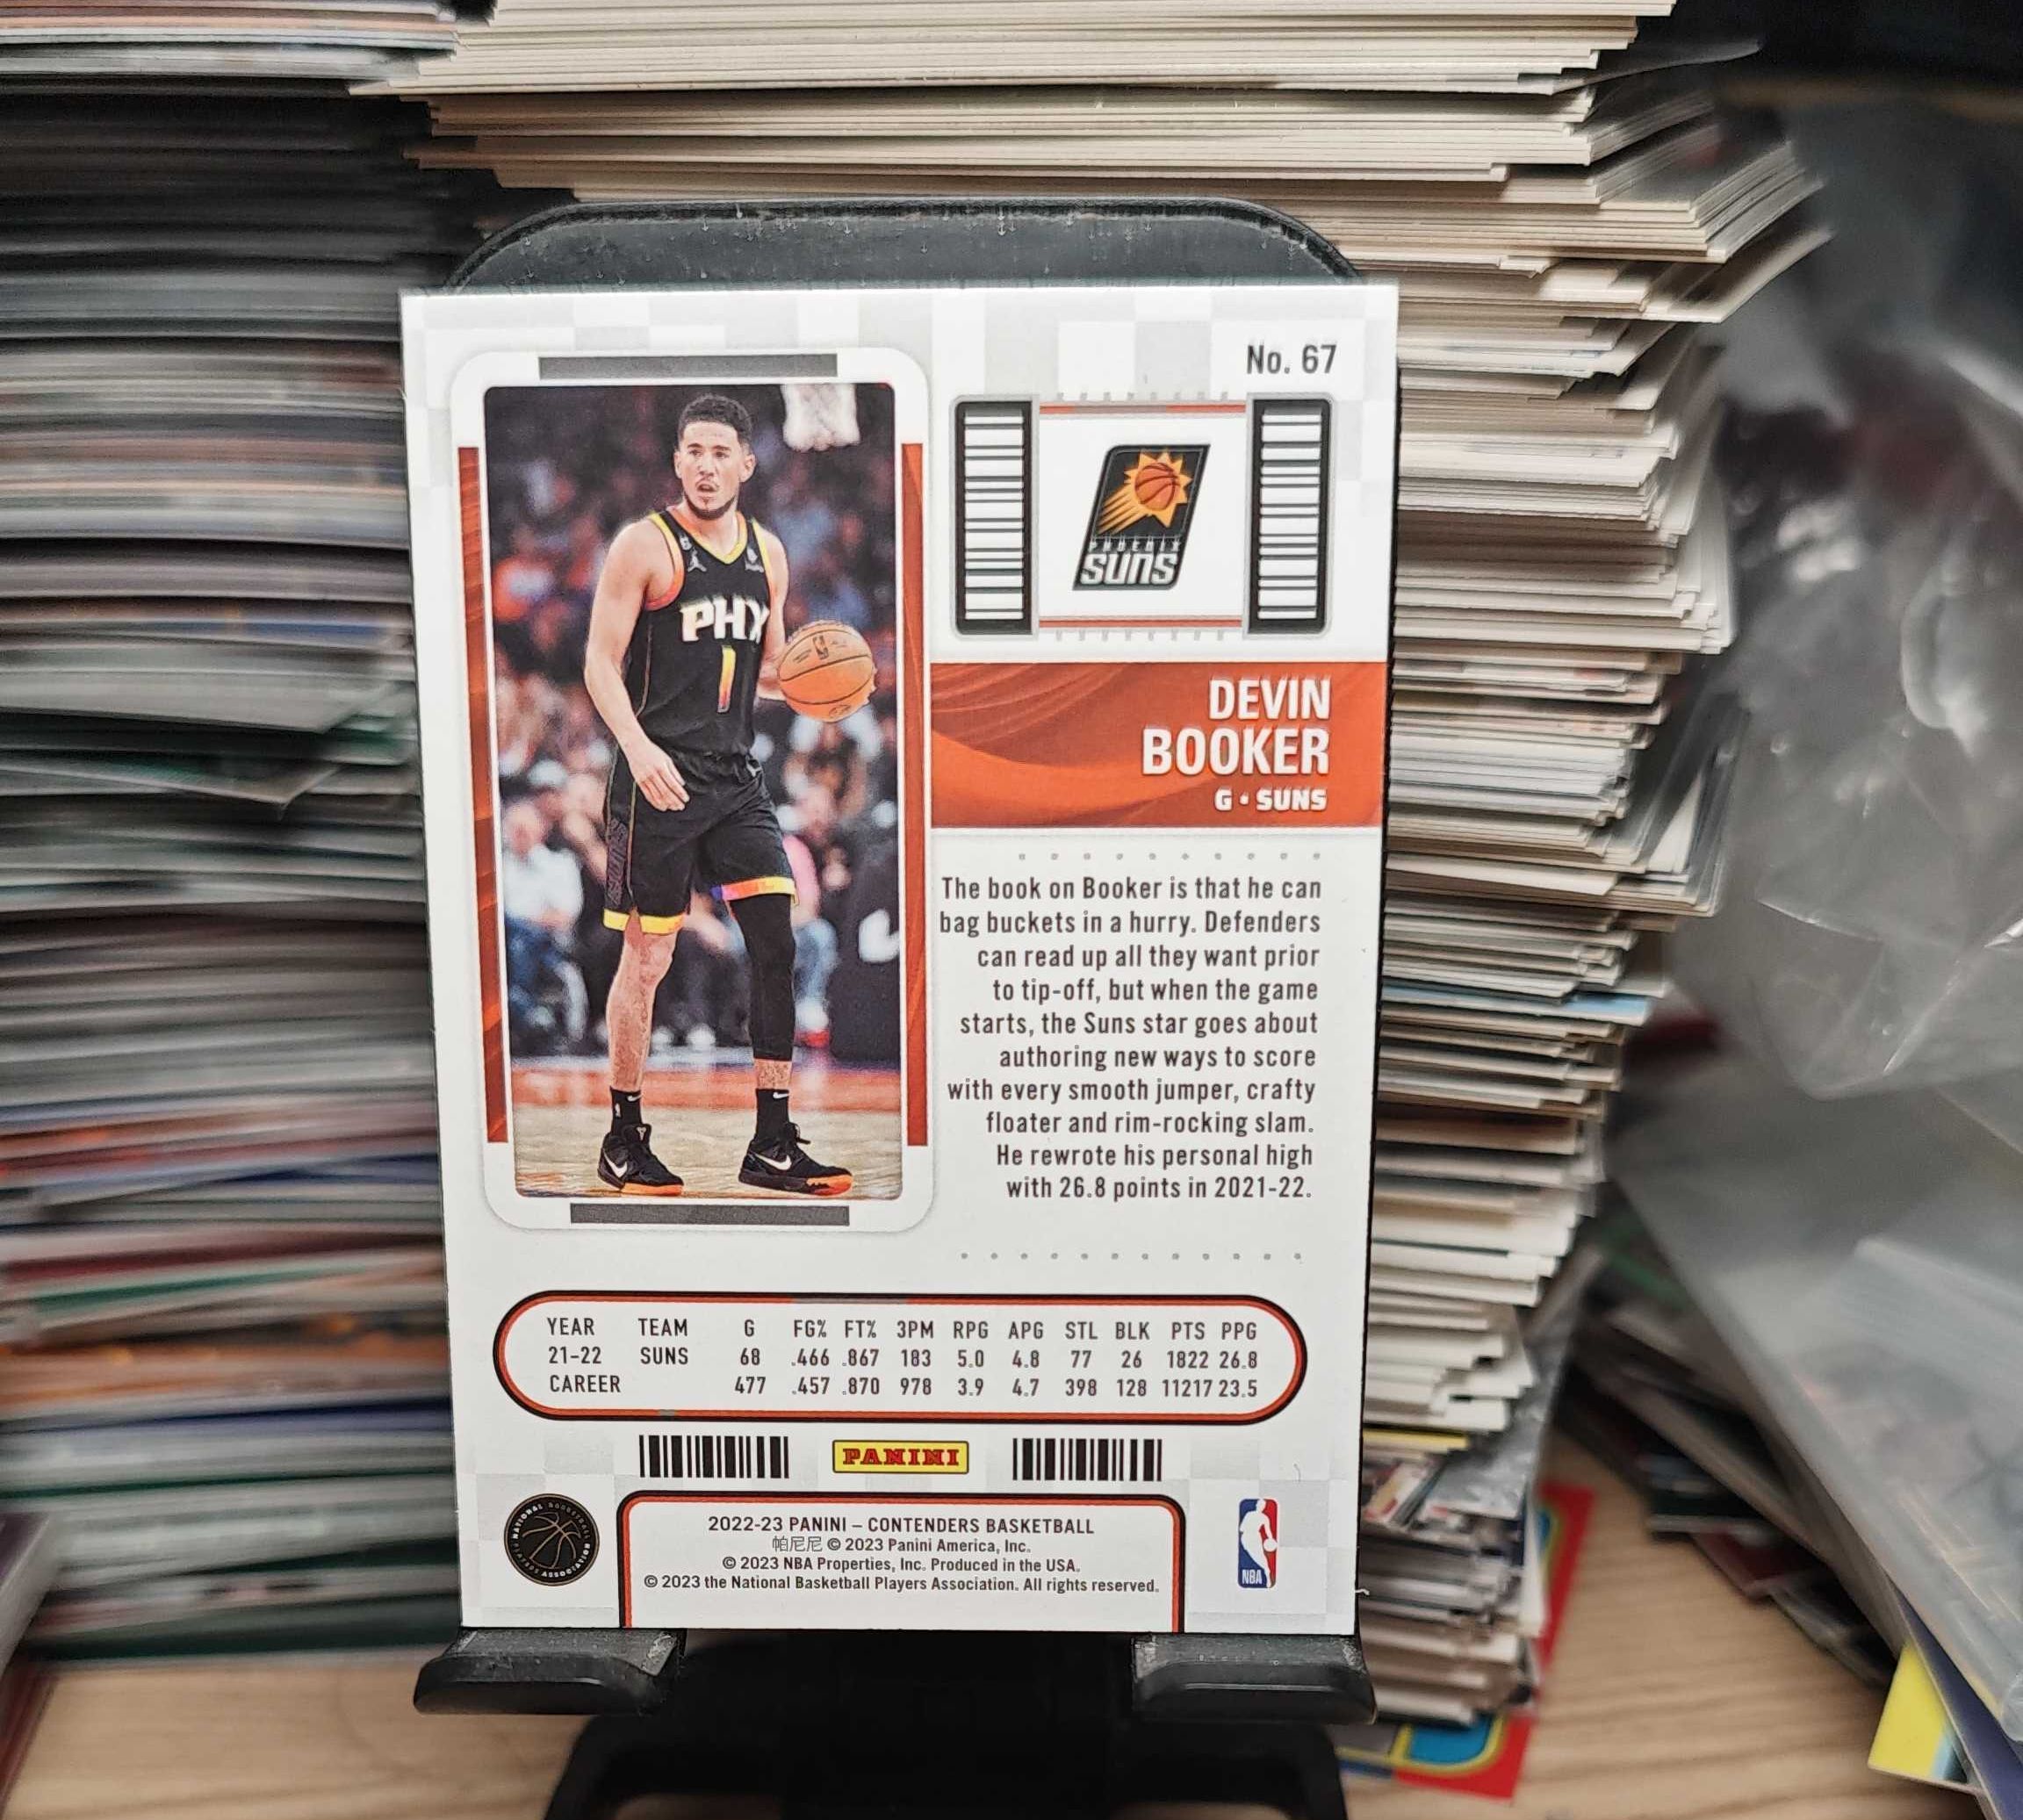 No. 67
PHOENIX
SUNS
PHX
1
DEVIN
BOOKER
G • SUNS
The book on Booker is that he can
bag buckets in a hurry. Defenders
can read up all they want prior
to tip-off, but when the game
starts, the Suns star goes about
authoring new ways to score
with every smooth jumper, crafty
floater and rim-rocking slam.
He rewrote his personal high
with 26.8 points in 2021-22.
YEAR TEAM G FG% FT% 3PM RPG APG STL BLK PTS PPG
21-22 SUNS 68 .466 .867 183 5.0 4.8 77 26 1822 26.8
CAREER 477 .457 .870 978 3.9 4.7 398 128 11217 23.5
PANINI
2022-23 PANINI – CONTENDERS BASKETBALL
帕尼尼 © 2023 Panini America, Inc.
© 2023 NBA Properties, Inc. Produced in the USA.
© 2023 the National Basketball Players Association. All rights reserved.
NATIONAL BASKETBALL PLAYERS ASSOCIATION
NBA